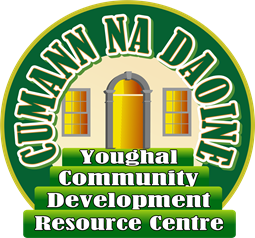 CUMANN NA DAOINE
Youghal
Community
Development
Resource Centre